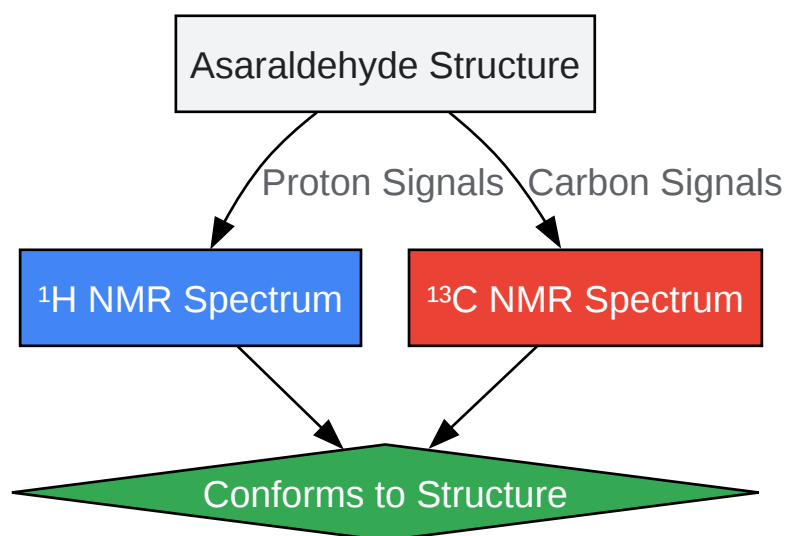 Asaraldehyde Structure
Proton Signals
Carbon Signals
¹H NMR Spectrum
¹³C NMR Spectrum
Conforms to Structure